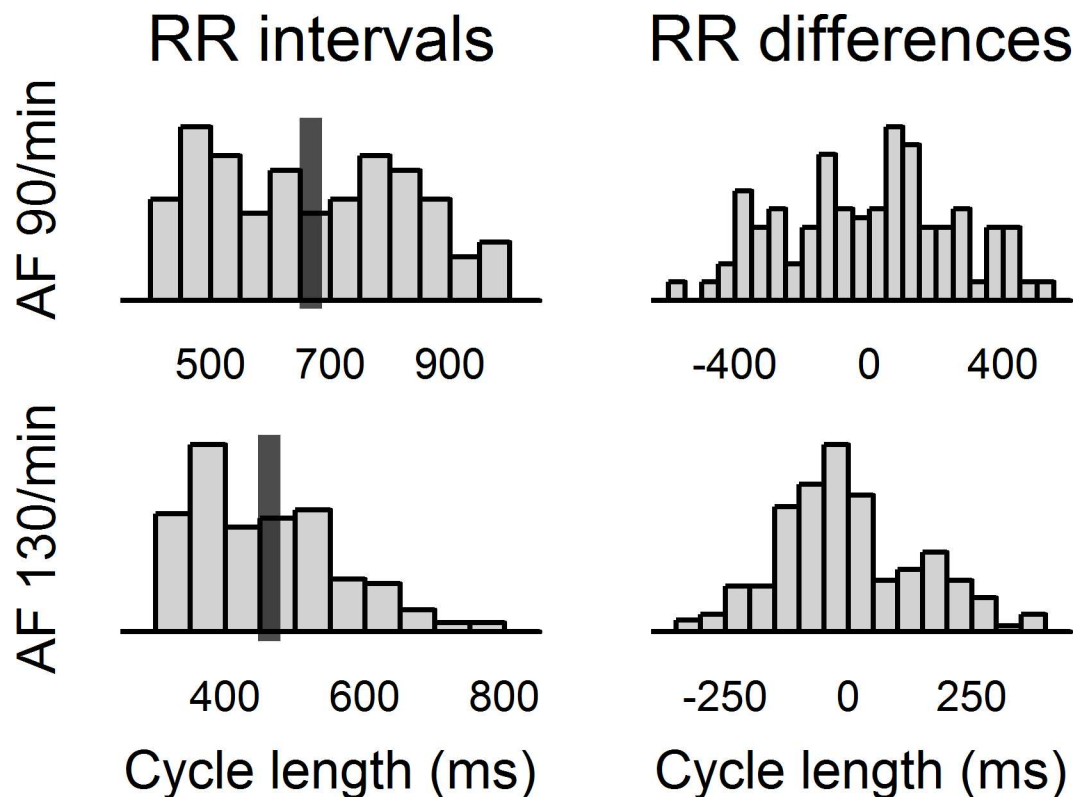 RR intervals
RR differences
AF 90/min
500 700 900
-400 0 400
AF 130/min
400 600 800
-250 0 250
Cycle length (ms)
Cycle length (ms)